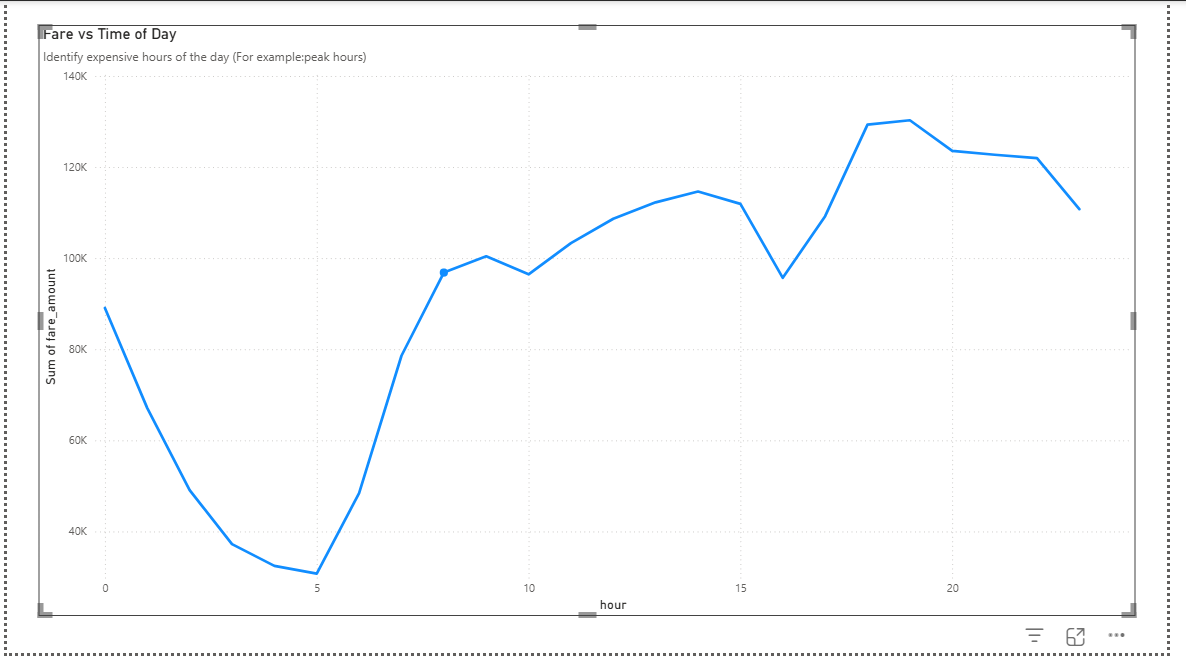 Fare vs Time of Day
Identify expensive hours of the day (For example:peak hours)
140K
120K
100K
80K
60K
40K
Sum of fare_amount
0 5 10 15 20
hour